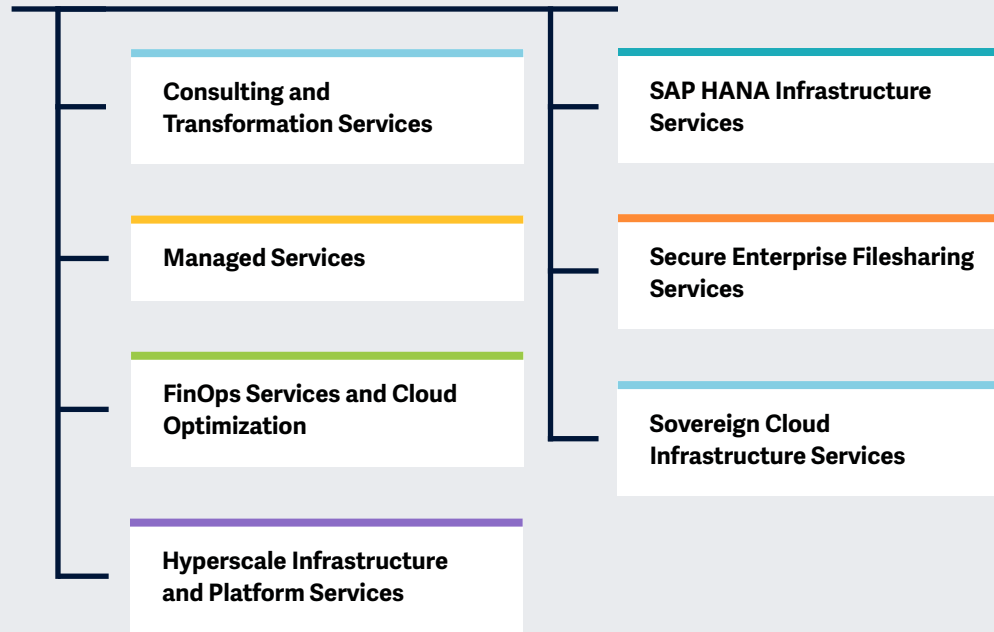 Consulting and
Transformation Services
Managed Services
FinOps Services and Cloud
Optimization
Hyperscale Infrastructure
and Platform Services
SAP HANA Infrastructure
Services
Secure Enterprise Filesharing
Services
Sovereign Cloud
Infrastructure Services